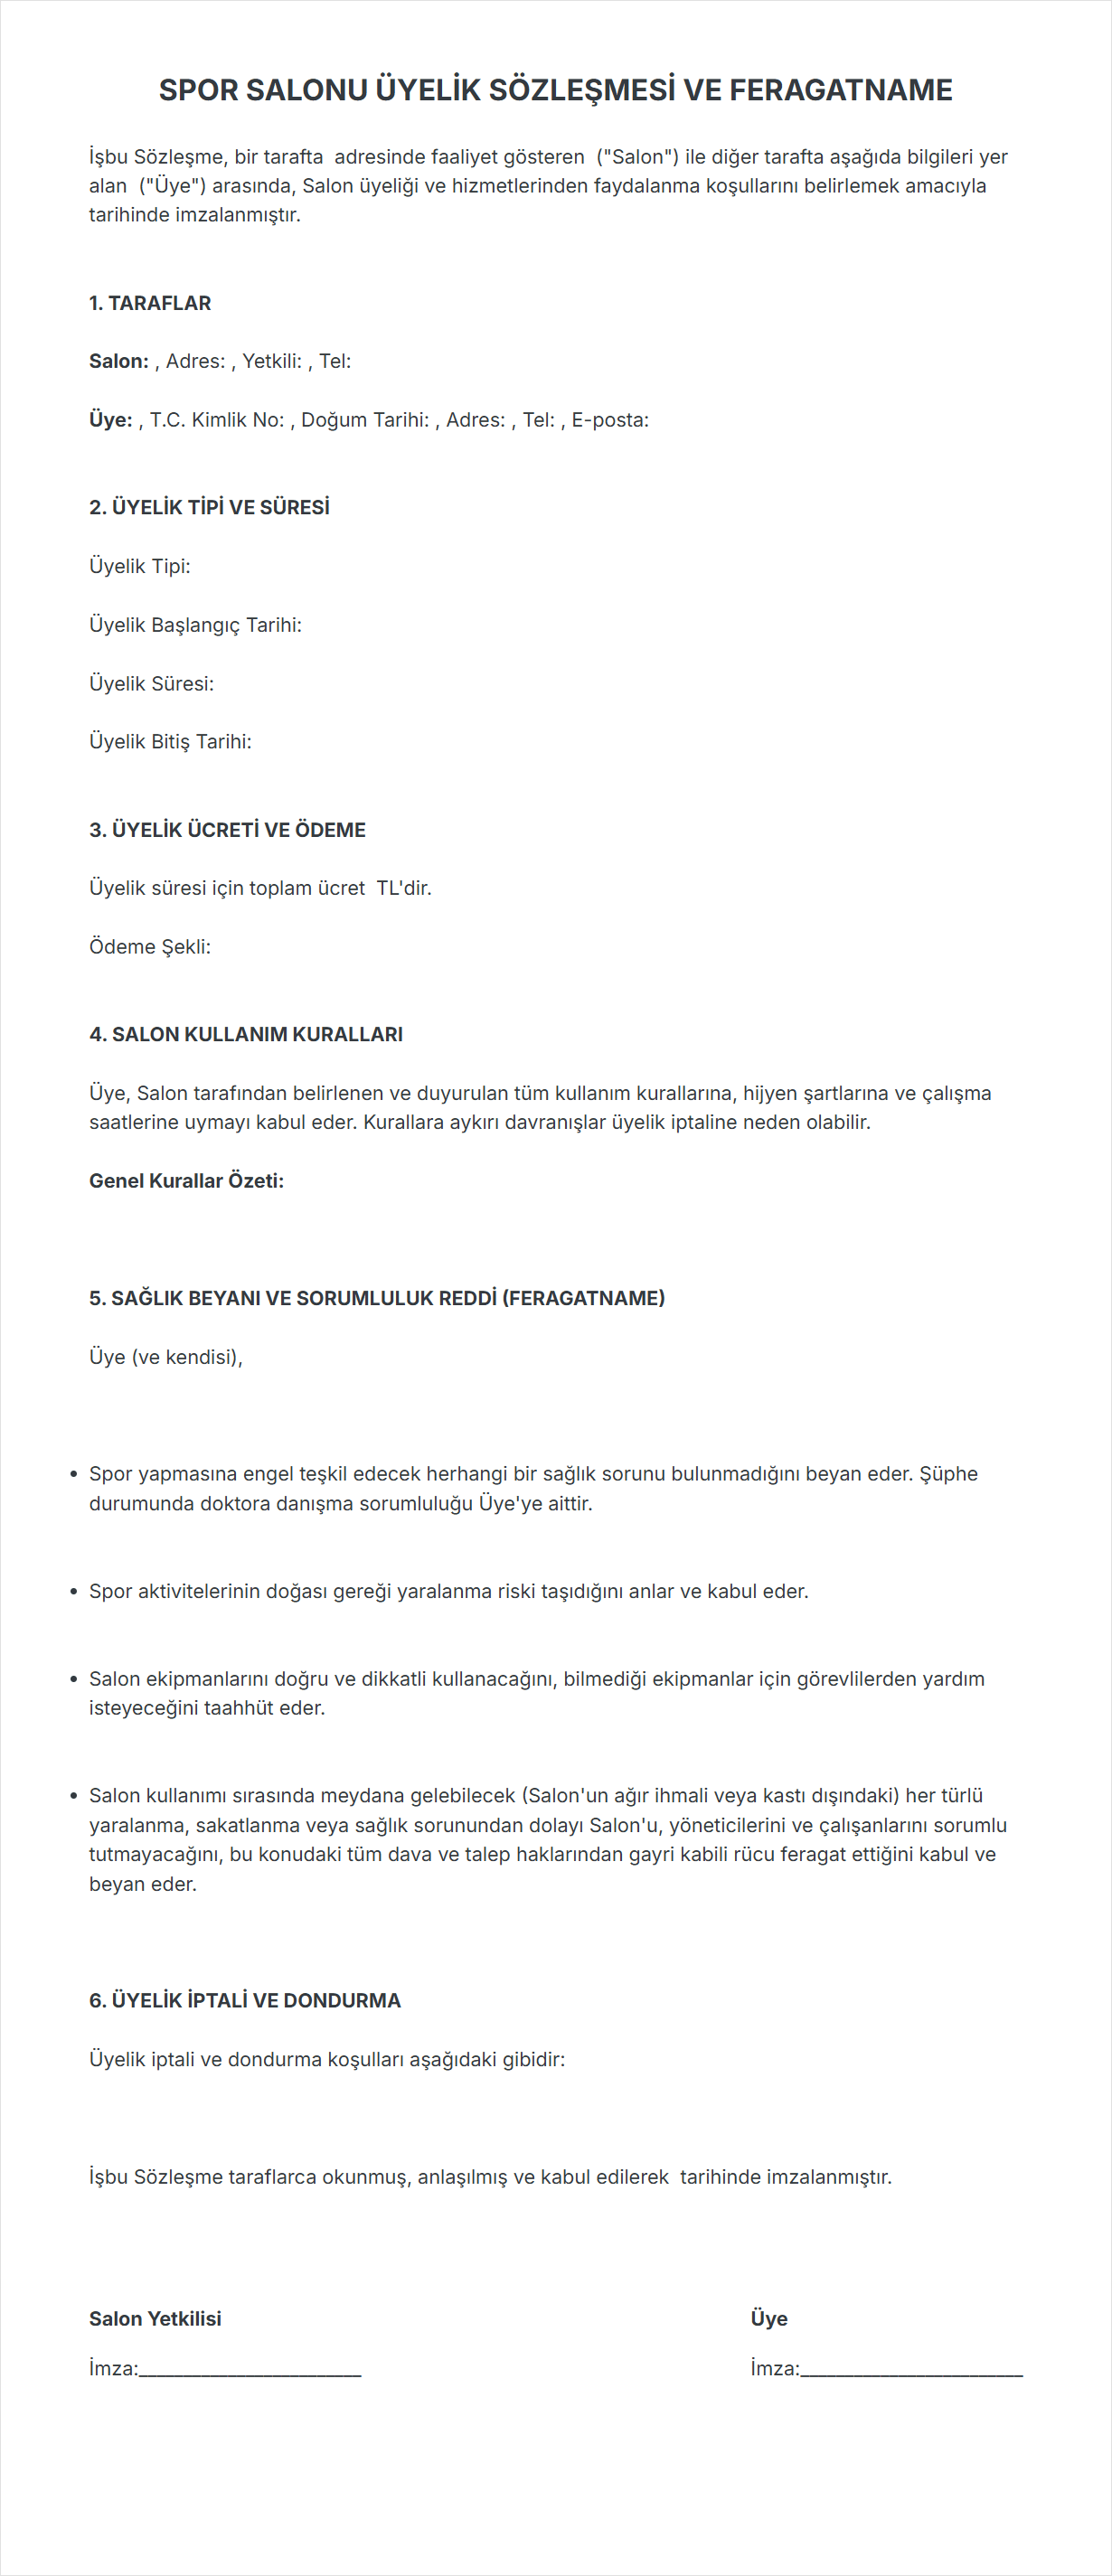 SPOR SALONU ÜYELİK SÖZLEŞMESİ VE FERAGATNAME
İşbu Sözleşme, bir tarafta  adresinde faaliyet gösteren  ("Salon") ile diğer tarafta aşağıda bilgileri yer
alan  ("Üye") arasında, Salon üyeliği ve hizmetlerinden faydalanma koşullarını belirlemek amacıyla
tarihinde imzalanmıştır.
1. TARAFLAR
Salon: , Adres: , Yetkili: , Tel:
Üye: , T.C. Kimlik No: , Doğum Tarihi: , Adres: , Tel: , E-posta:
2. ÜYELİK TİPİ VE SÜRESİ
Üyelik Tipi:
Üyelik Başlangıç Tarihi:
Üyelik Süresi:
Üyelik Bitiş Tarihi:
3. ÜYELİK ÜCRETİ VE ÖDEME
Üyelik süresi için toplam ücret  TL'dir.
Ödeme Şekli:
4. SALON KULLANIM KURALLARI
Üye, Salon tarafından belirlenen ve duyurulan tüm kullanım kurallarına, hijyen şartlarına ve çalışma
saatlerine uymayı kabul eder. Kurallara aykırı davranışlar üyelik iptaline neden olabilir.
Genel Kurallar Özeti:
5. SAĞLIK BEYANI VE SORUMLULUK REDDİ (FERAGATNAME)
Üye (ve kendisi),
• Spor yapmasına engel teşkil edecek herhangi bir sağlık sorunu bulunmadığını beyan eder. Şüphe
durumunda doktora danışma sorumluluğu Üye'ye aittir.
• Spor aktivitelerinin doğası gereği yaralanma riski taşıdığını anlar ve kabul eder.
• Salon ekipmanlarını doğru ve dikkatli kullanacağını, bilmediği ekipmanlar için görevlilerden yardım
isteyeceğini taahhüt eder.
• Salon kullanımı sırasında meydana gelebilecek (Salon'un ağır ihmali veya kastı dışındaki) her türlü
yaralanma, sakatlanma veya sağlık sorunundan dolayı Salon'u, yöneticilerini ve çalışanlarını sorumlu
tutmayacağını, bu konudaki tüm dava ve talep haklarından gayri kabili rücu feragat ettiğini kabul ve
beyan eder.
6. ÜYELİK İPTALİ VE DONDURMA
Üyelik iptali ve dondurma koşulları aşağıdaki gibidir:
İşbu Sözleşme taraflarca okunmuş, anlaşılmış ve kabul edilerek  tarihinde imzalanmıştır.
Salon Yetkilisi
İmza:_________________________
Üye
İmza:_________________________